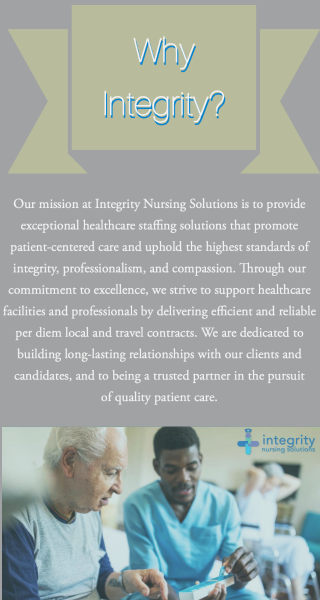 Why
Integrity?
Our mission at Integrity Nursing Solutions is to provide
exceptional healthcare staffing solutions that promote
patient-centered care and uphold the highest standards of
integrity, professionalism, and compassion. Through our
commitment to excellence, we strive to support healthcare
facilities and professionals by delivering efficient and reliable
per diem local and travel contracts. We are dedicated to
building long-lasting relationships with our clients and
candidates, and to being a trusted partner in the pursuit
of quality patient care.
integrity
nursing solutions